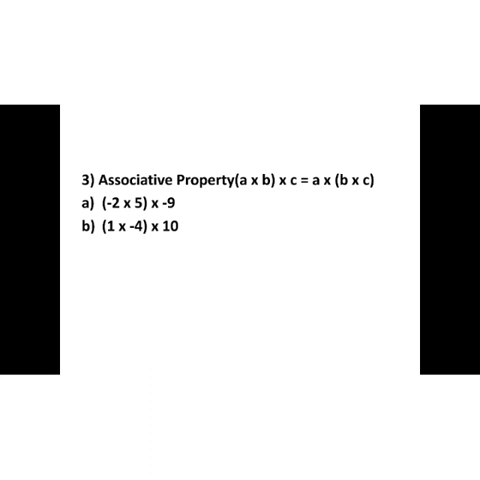 3) Associative Property(a x b) x c = a x (b x c)
a) (-2 x 5) x -9
b) (1 x -4) x 10